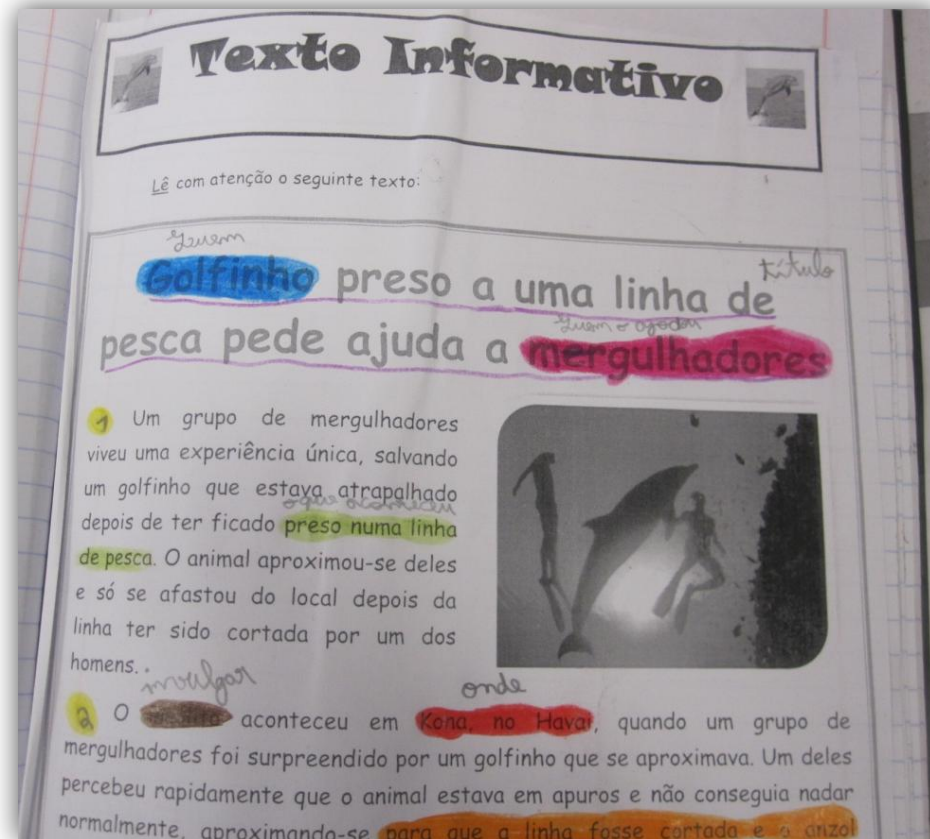 Texto Informativo
Lê com atenção o seguinte texto:
Quem
título
Golfinho preso a uma linha de
quem o ajudou
pesca pede ajuda a mergulhadores
1 Um grupo de mergulhadores
viveu uma experiência única, salvando
um golfinho que estava atrapalhado
o que aconteceu
depois de ter ficado preso numa linha
de pesca. O animal aproximou-se deles
e só se afastou do local depois da
linha ter sido cortada por um dos
homens.
onde
2 O aconteceu em Kona, no Havai, quando um grupo de
mergulhadores foi surpreendido por um golfinho que se aproximava. Um deles
percebeu rapidamente que o animal estava em apuros e não conseguia nadar
normalmente, aproximando-se para que a linha fosse cortada e o anzol